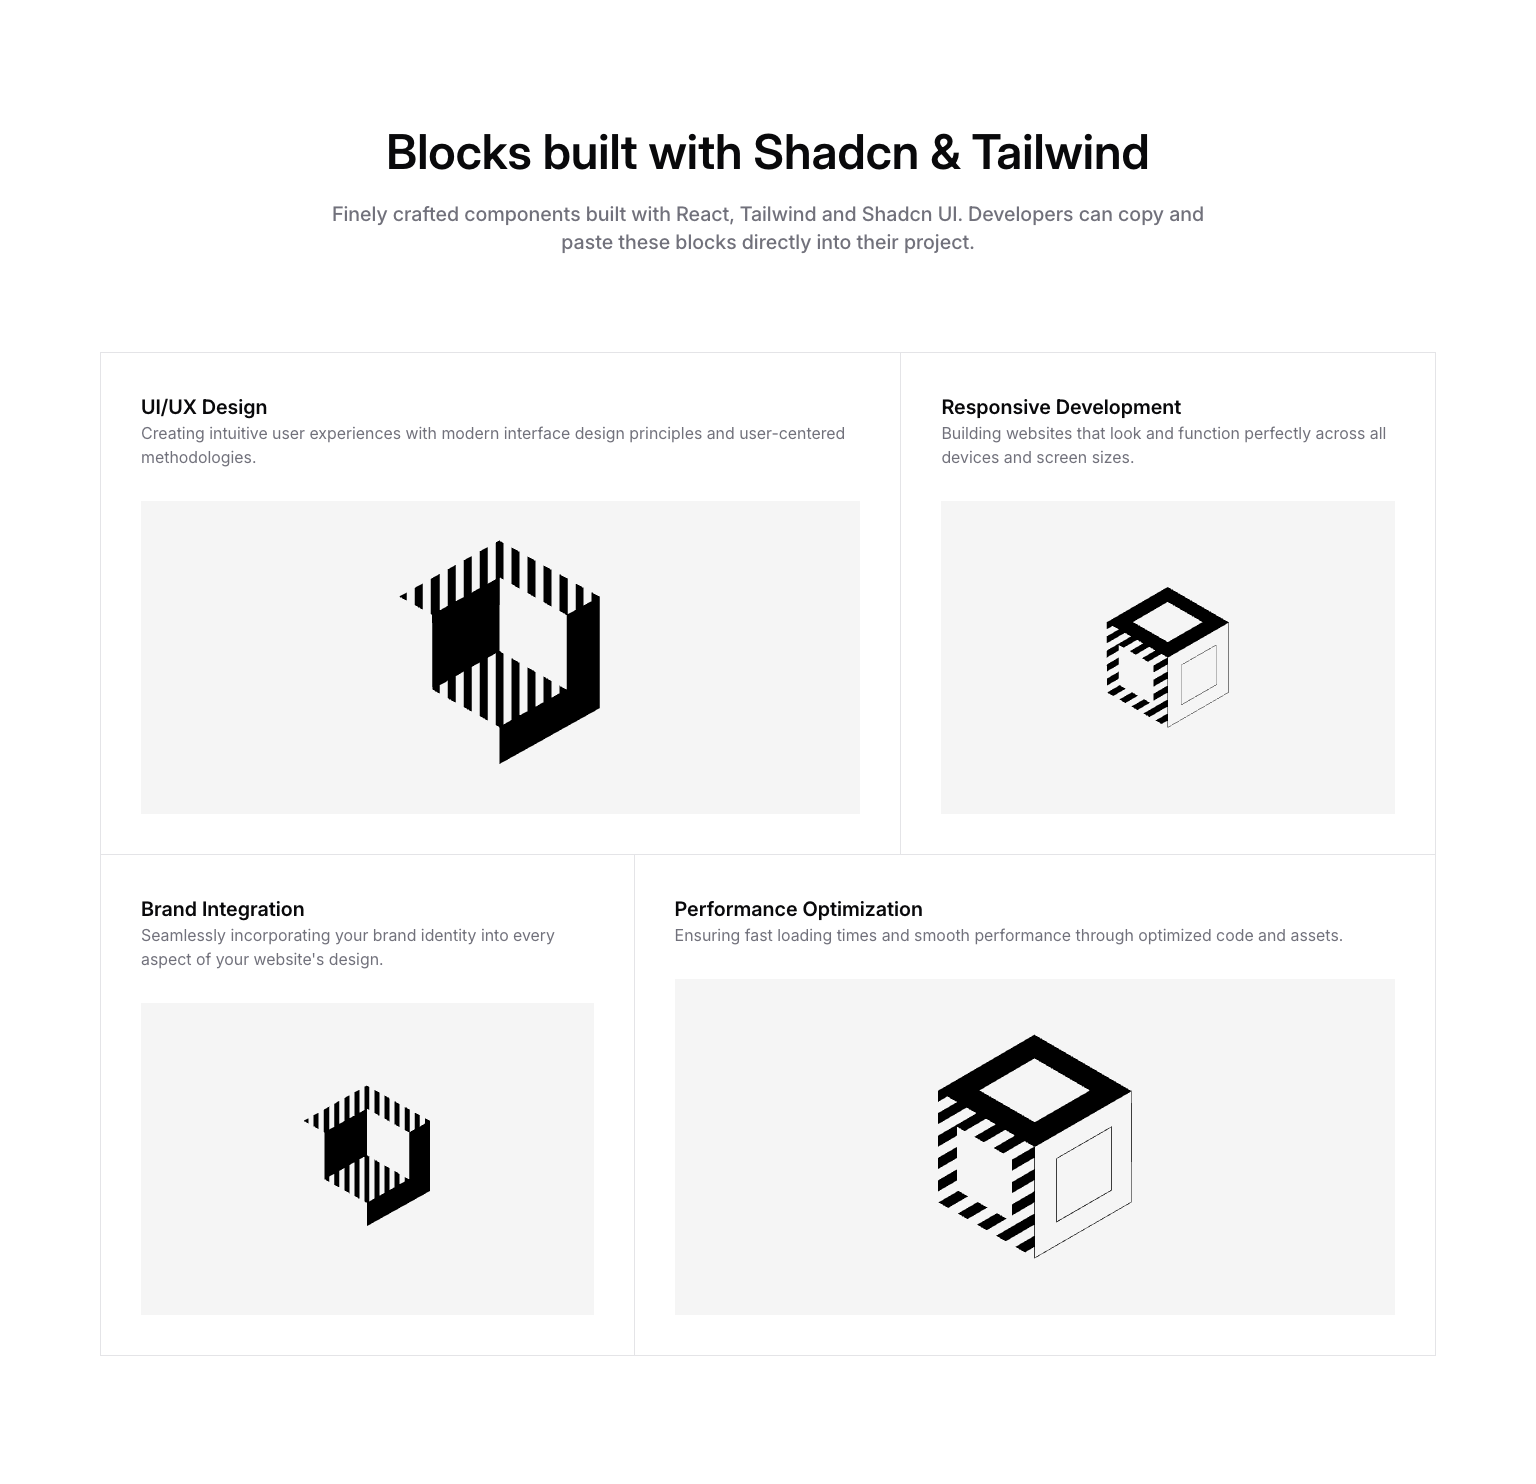 Blocks built with Shadcn & Tailwind
Finely crafted components built with React, Tailwind and Shadcn UI. Developers can copy and
paste these blocks directly into their project.
UI/UX Design
Creating intuitive user experiences with modern interface design principles and user-centered
methodologies.
Responsive Development
Building websites that look and function perfectly across all
devices and screen sizes.
Brand Integration
Seamlessly incorporating your brand identity into every
aspect of your website's design.
Performance Optimization
Ensuring fast loading times and smooth performance through optimized code and assets.